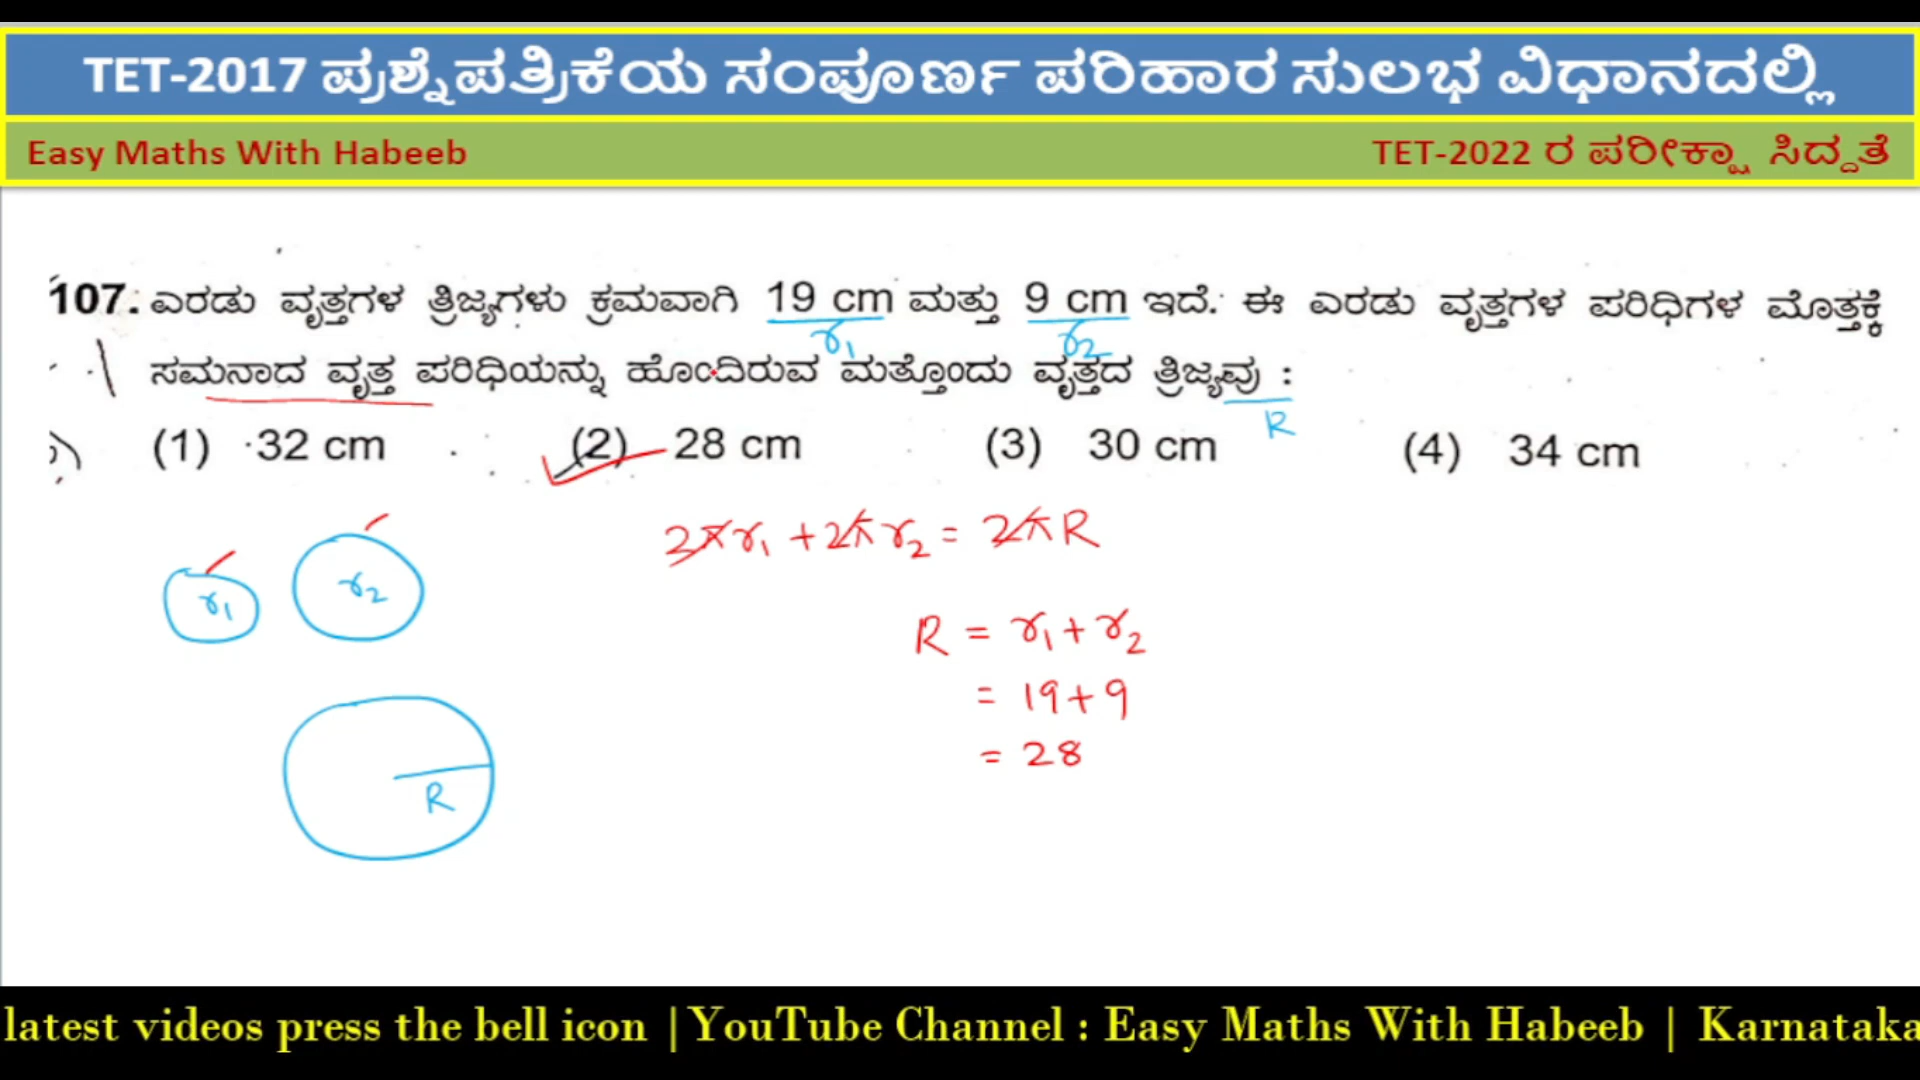 TET-2017 ಪ್ರಶ್ನೆಪತ್ರಿಕೆಯ ಸಂಪೂರ್ಣ ಪರಿಹಾರ ಸುಲಭ ವಿಧಾನದಲ್ಲಿ
Easy Maths With Habeeb
TET-2022 ರ ಪರೀಕ್ಷಾ ಸಿದ್ದತೆ
107. ಎರಡು ವೃತ್ತಗಳ ತ್ರಿಜ್ಯಗಳು ಕ್ರಮವಾಗಿ 19 cm ಮತ್ತು 9 cm ಇದೆ. ಈ ಎರಡು ವೃತ್ತಗಳ ಪರಿಧಿಗಳ ಮೊತ್ತಕ್ಕೆ
r₁ r₂
ಸಮನಾದ ವೃತ್ತ ಪರಿಧಿಯನ್ನು ಹೊಂದಿರುವ ಮತ್ತೊಂದು ವೃತ್ತದ ತ್ರಿಜ್ಯವು :
R
(1) 32 cm (2) 28 cm (3) 30 cm (4) 34 cm
2πr₁ + 2πr₂ = 2πR
r₁ r₂
R = r₁ + r₂
= 19 + 9
= 28
R
latest videos press the bell icon | YouTube Channel : Easy Maths With Habeeb | Karnataka